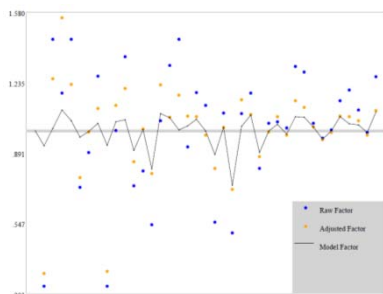 1.580
1.235
.891
.547
Raw Factor
Adjusted Factor
Model Factor